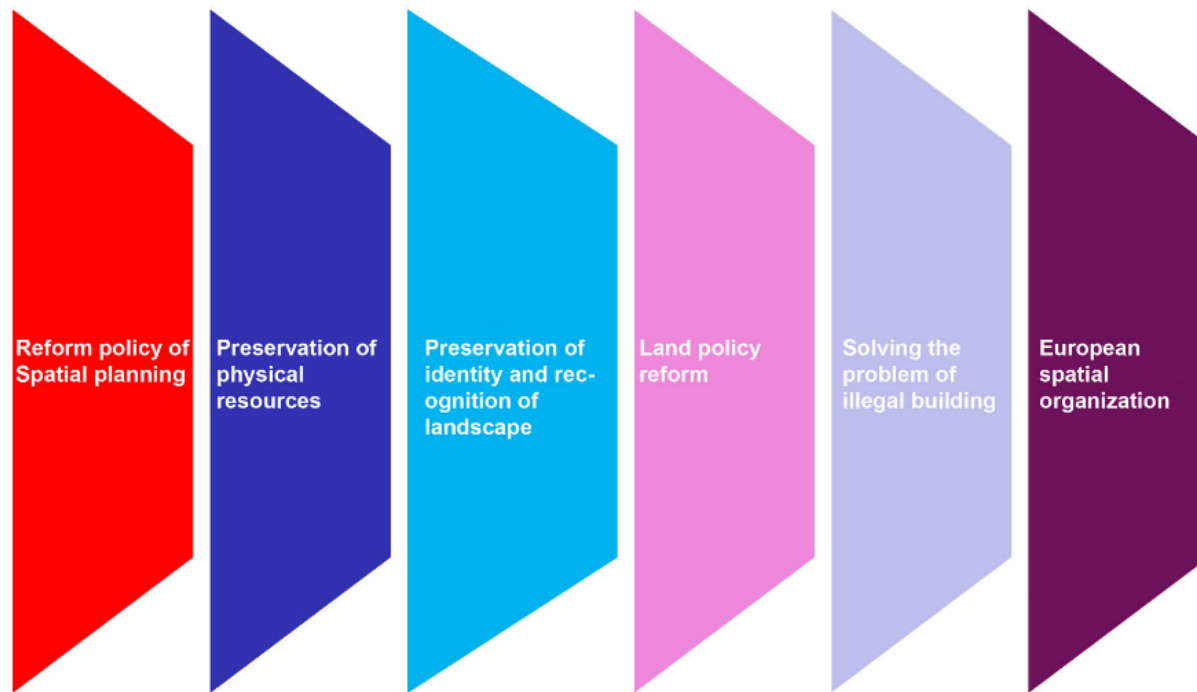 Reform policy of
Spatial planning
Preservation of
physical
resources
Preservation of
identity and rec-
ognition of
landscape
Land policy
reform
Solving the
problem of
illegal building
European
spatial
organization